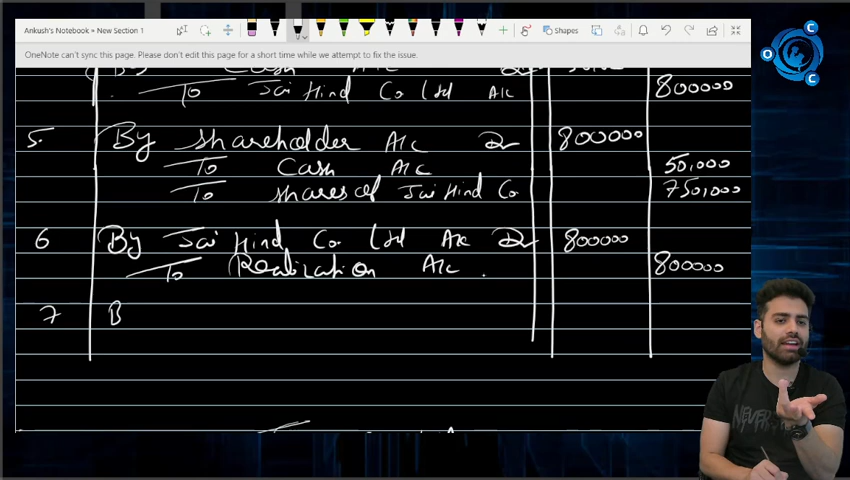 Ankush's Notebook > New Section 1
Shapes
OneNote can't sync this page. Please don't edit this page for a short time while we attempt to fix the issue.
To Jai Hind Co Ltd A/c 800000
5. By Shareholder A/c Dr 800000
To Cash A/c 50,000
To Shares of Jai Hind Co 750,000
6 By Jai Hind Co Ltd A/c Dr 800000
To Realization A/c. 800000
7 B
To
O C C
NEVER